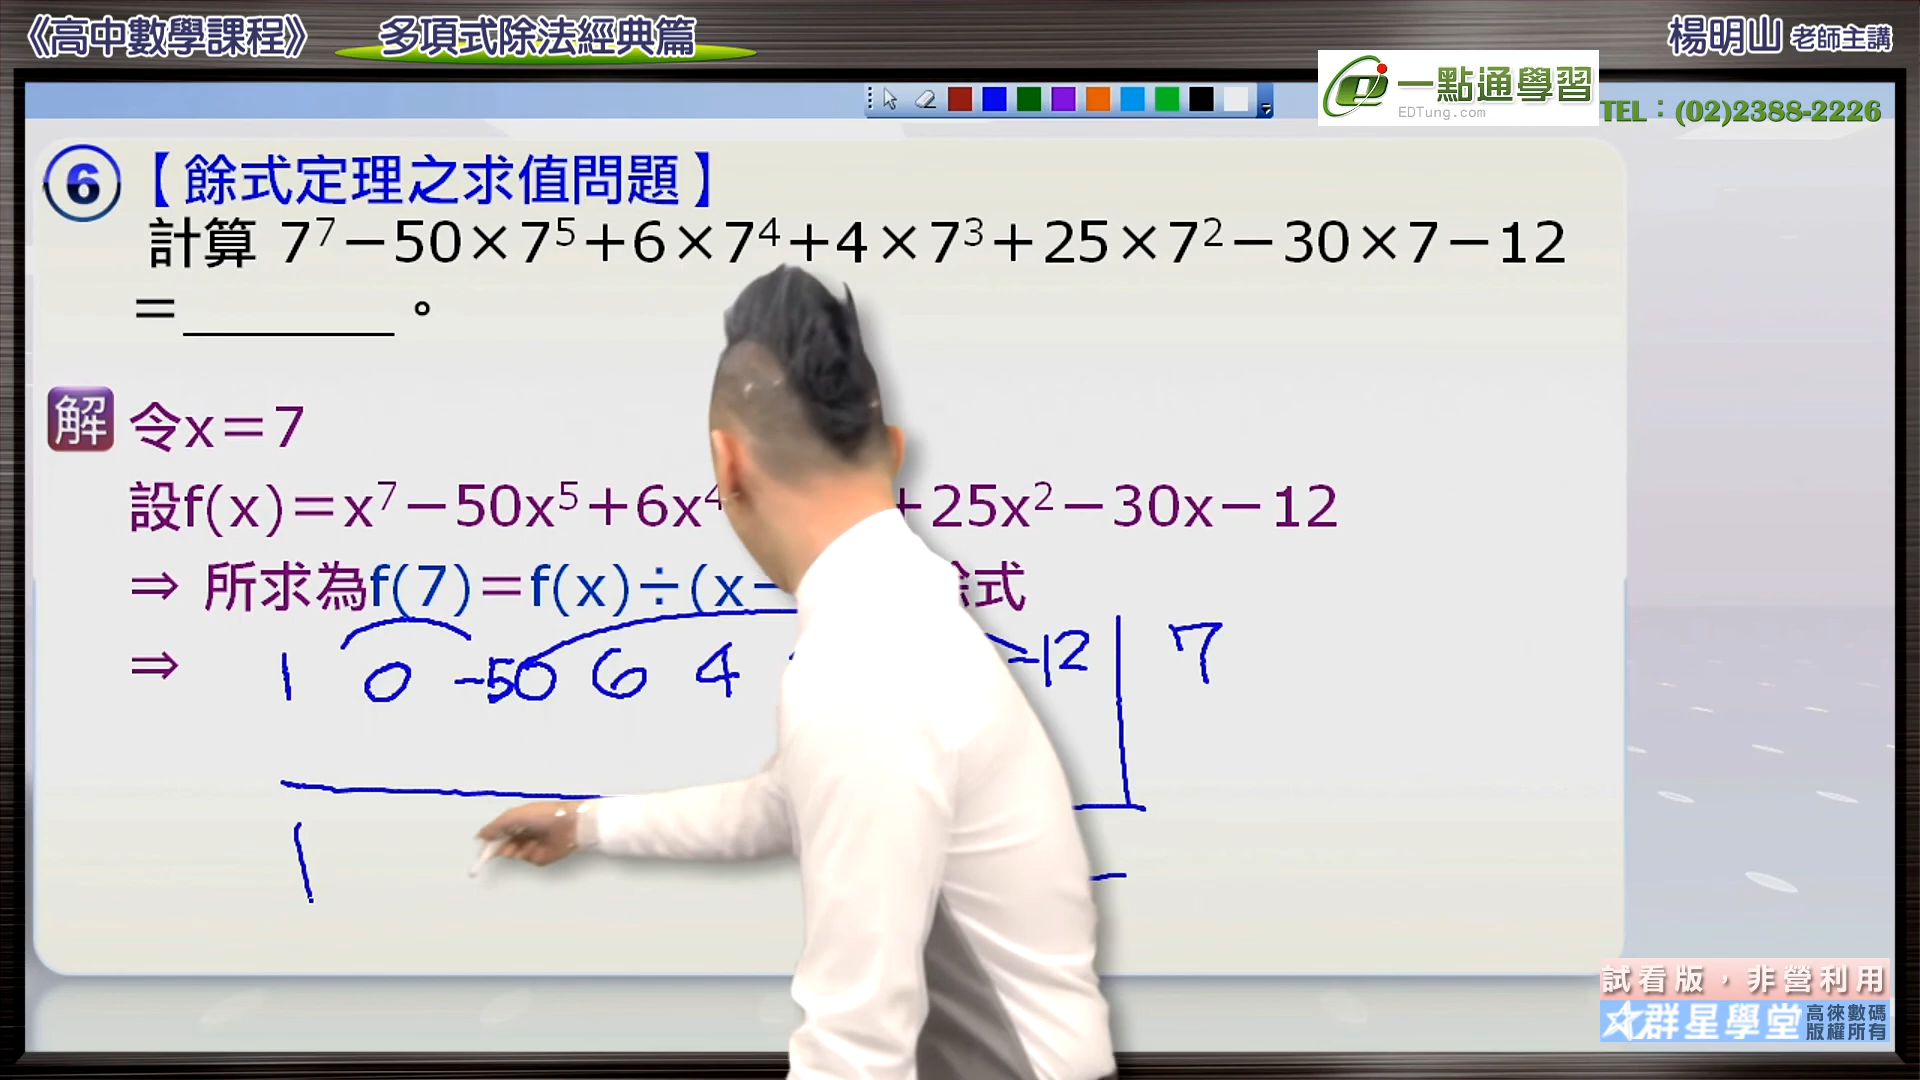 《高中數學課程》 多項式除法經典篇 楊明山 老師主講
一點通學習
EDTung.com
TEL：(02)2388-2226
6【餘式定理之求值問題】
計算 7⁷－50×7⁵＋6×7⁴＋4×7³＋25×7²－30×7－12
＝________。
解 令x＝7
設f(x)＝x⁷－50x⁵＋6x⁴ ＋25x²－30x－12
⇒ 所求為f(7)＝f(x)÷(x－ 餘式
⇒ 1 0 -50 6 4 -12 7
1
試看版，非營利用
群星學堂 高徠數碼 版權所有